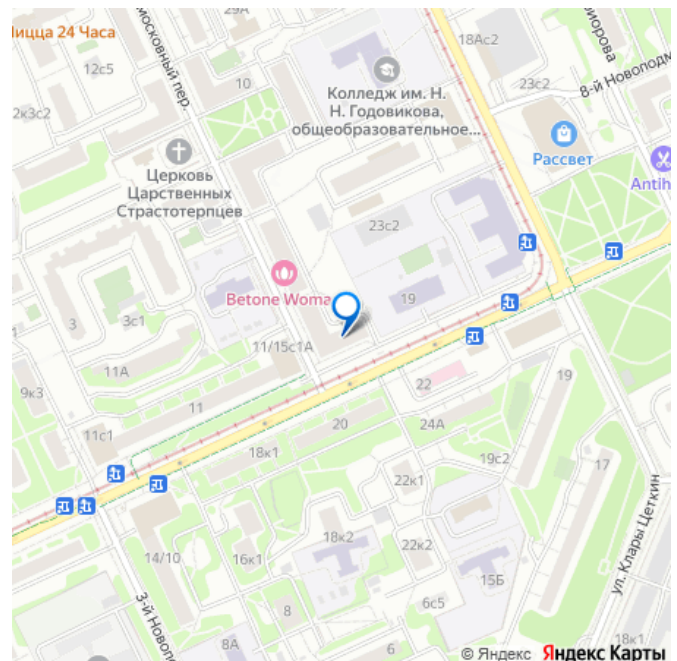 29А
Пицца 24 Часа
московный пер.
12с5
10
2к3с2
18Ас2
Колледж им. Н.
Н. Годовикова,
общеобразовательное...
23с2
8-й Новоподм
Рассвет
Antih
Церковь
Царственных
Страстотерпцев
23с2
Betone Woma
19
3
3с1
11/15с1А
11А
9к3
11
22
19
20
24А
11с1
18к1
19с2
17
22к1
ул. Клары Цеткин
18к2
14/10
16к1
22к2
15Б
3-й Новопо
8
6с5
8А
6
18к1
© Яндекс Яндекс Карты